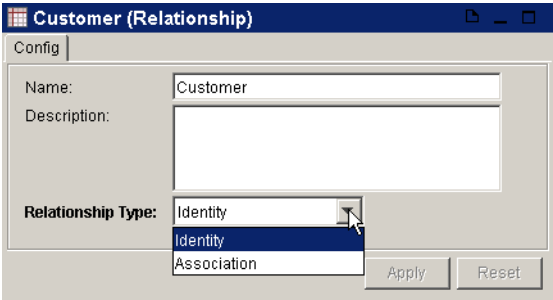 Customer (Relationship)
Config
Name: Customer
Description:
Relationship Type: Identity
Identity
Association
Apply Reset